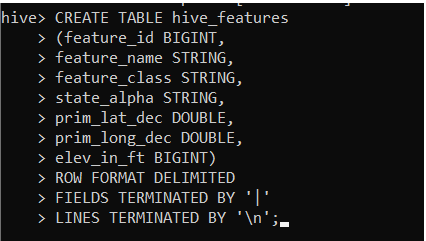 hive> CREATE TABLE hive_features
    > (feature_id BIGINT,
    > feature_name STRING,
    > feature_class STRING,
    > state_alpha STRING,
    > prim_lat_dec DOUBLE,
    > prim_long_dec DOUBLE,
    > elev_in_ft BIGINT)
    > ROW FORMAT DELIMITED
    > FIELDS TERMINATED BY '|'
    > LINES TERMINATED BY '\n';